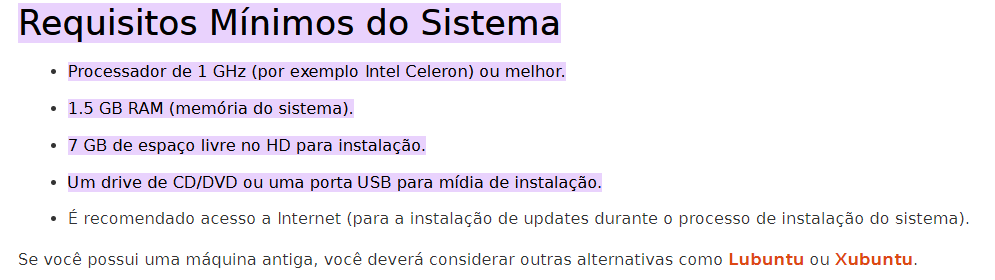 Requisitos Mínimos do Sistema
Processador de 1 GHz (por exemplo Intel Celeron) ou melhor.
1.5 GB RAM (memória do sistema).
7 GB de espaço livre no HD para instalação.
Um drive de CD/DVD ou uma porta USB para mídia de instalação.
É recomendado acesso a Internet (para a instalação de updates durante o processo de instalação do sistema).
Se você possui uma máquina antiga, você deverá considerar outras alternativas como Lubuntu ou Xubuntu.